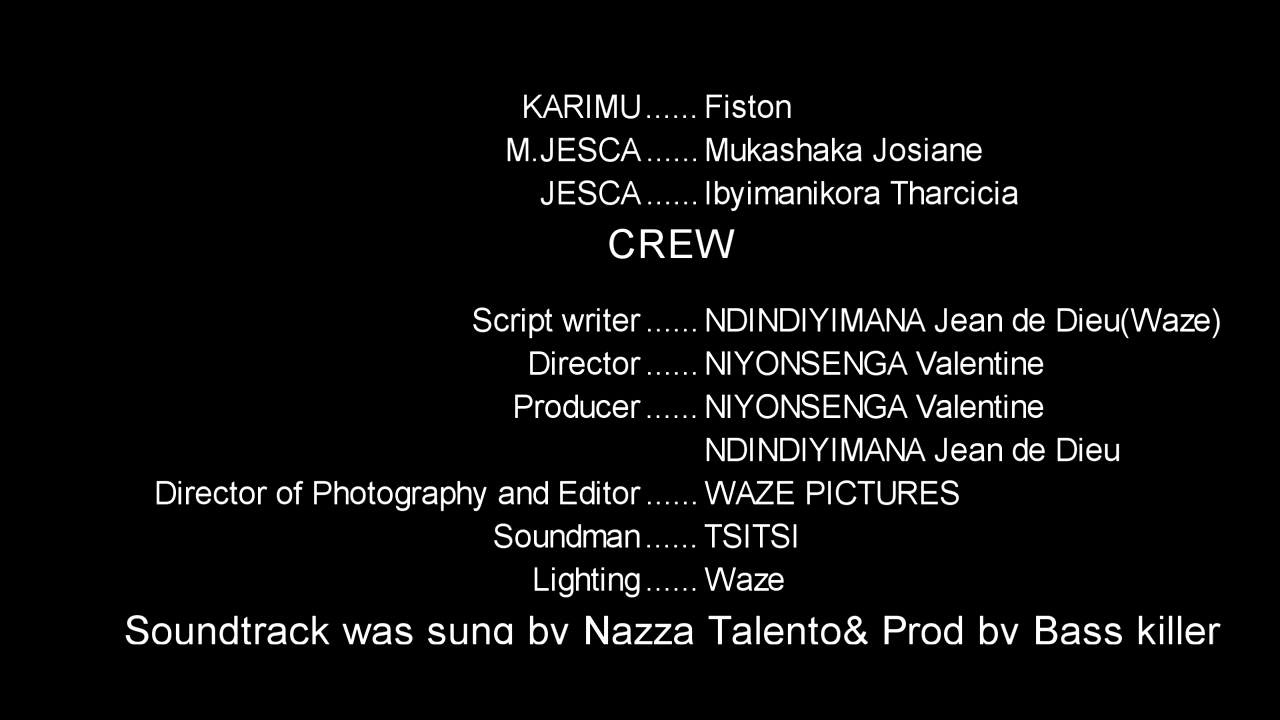 KARIMU ...... Fiston
M.JESCA ...... Mukashaka Josiane
JESCA ...... Ibyimanikora Tharcicia
CREW
Script writer ...... NDINDIYIMANA Jean de Dieu(Waze)
Director ...... NIYONSENGA Valentine
Producer ...... NIYONSENGA Valentine
NDINDIYIMANA Jean de Dieu
Director of Photography and Editor ...... WAZE PICTURES
Soundman ...... TSITSI
Lighting ...... Waze
Soundtrack was sung by Nazza Talento& Prod by Bass killer